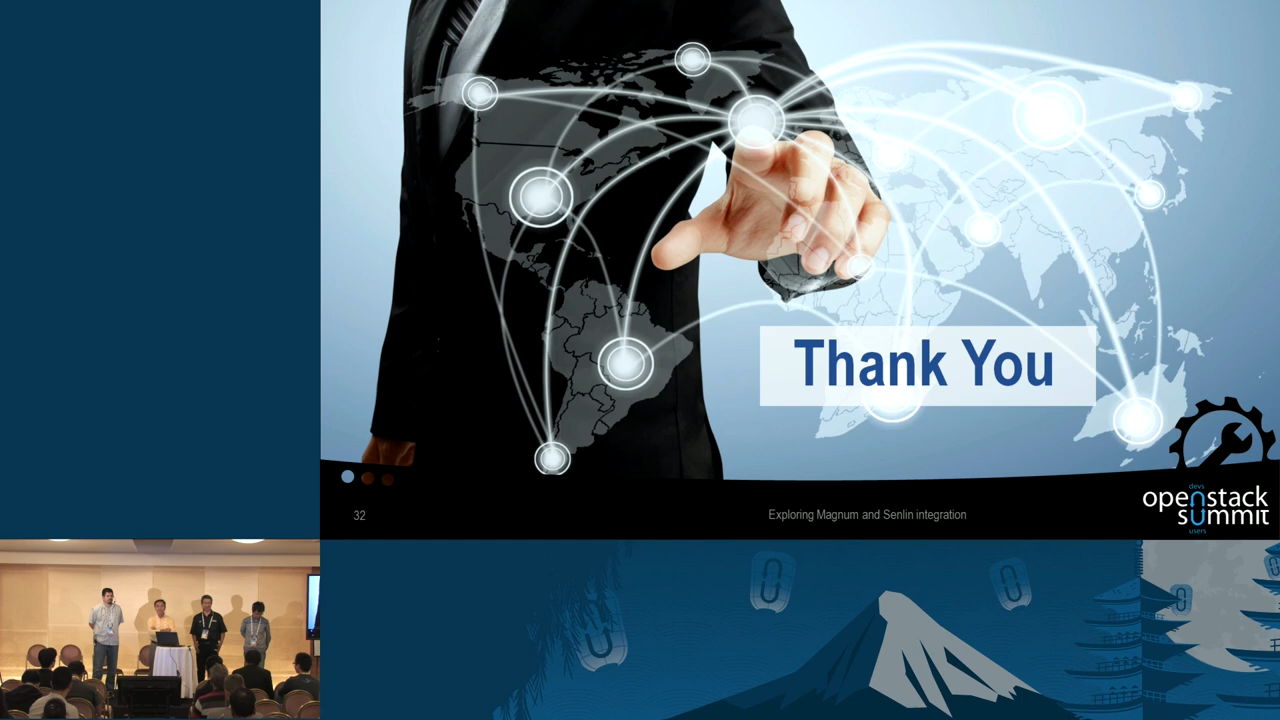 Thank You
32
Exploring Magnum and Senlin integration
devs
openstack
summit
users